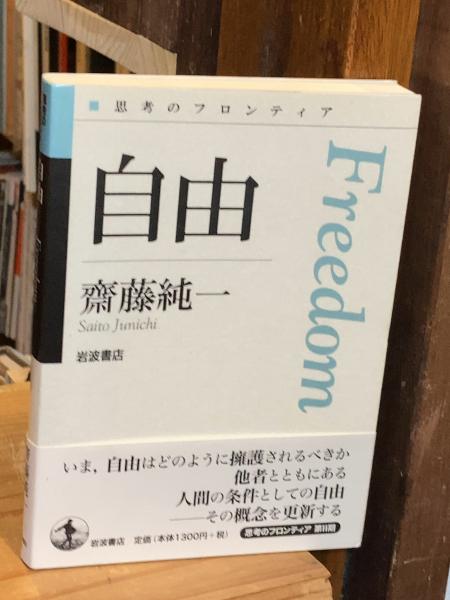 ■思考のフロンティア
自由
Freedom
齋藤純一
Saito Junichi
岩波書店
いま，自由はどのように擁護されるべきか
他者とともにある
人間の条件としての自由
——その概念を更新する
岩波書店 定価（本体1300円＋税） 思考のフロンティア 第II期